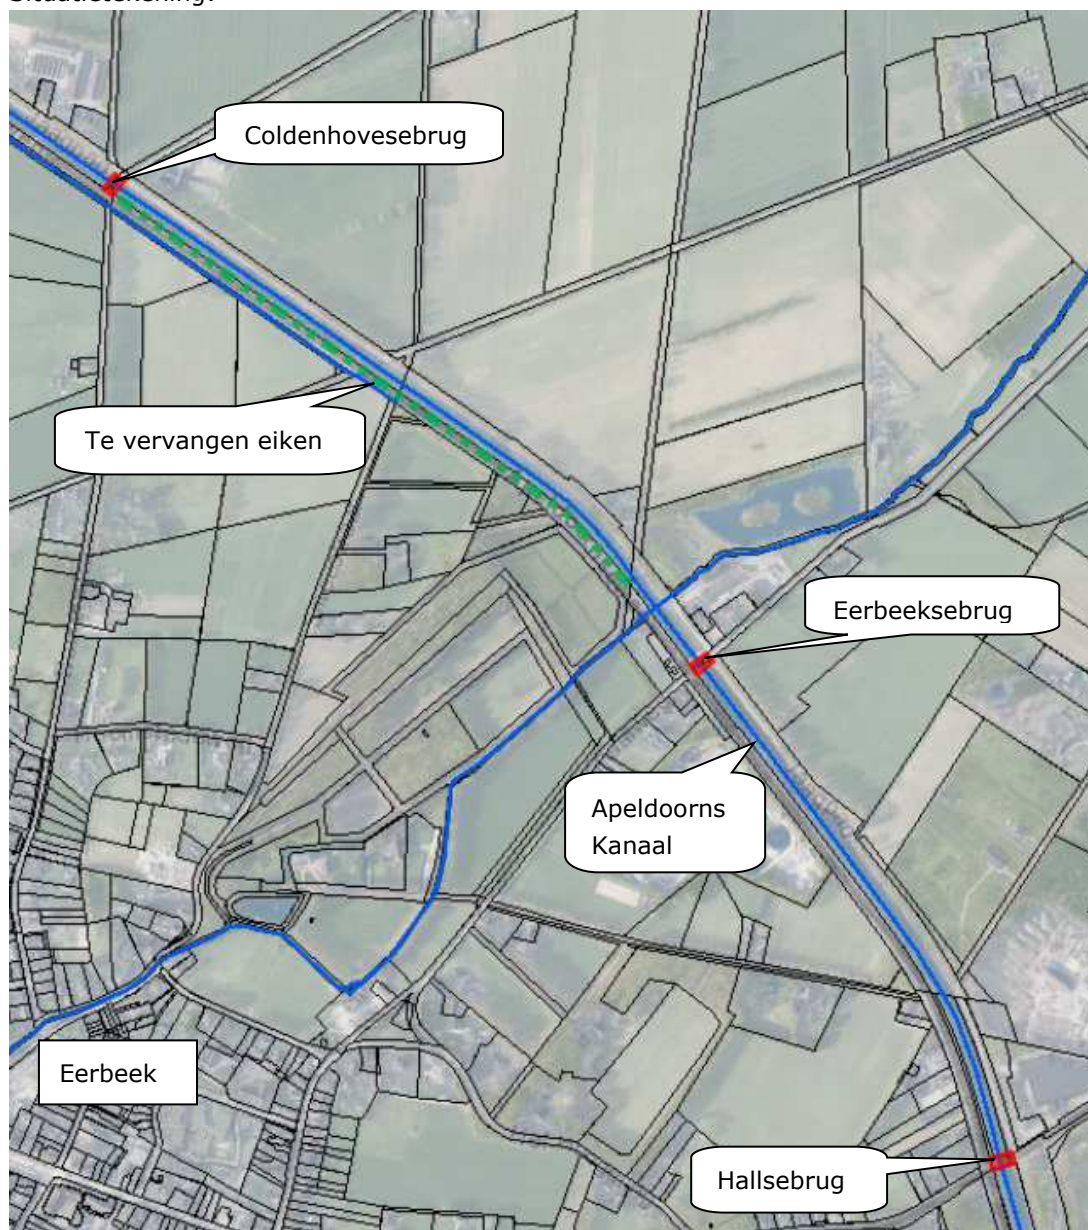 Situatietekening:
Coldenhovesebrug
Te vervangen eiken
Eerbeeksebrug
Apeldoorns
Kanaal
Eerbeek
Hallsebrug